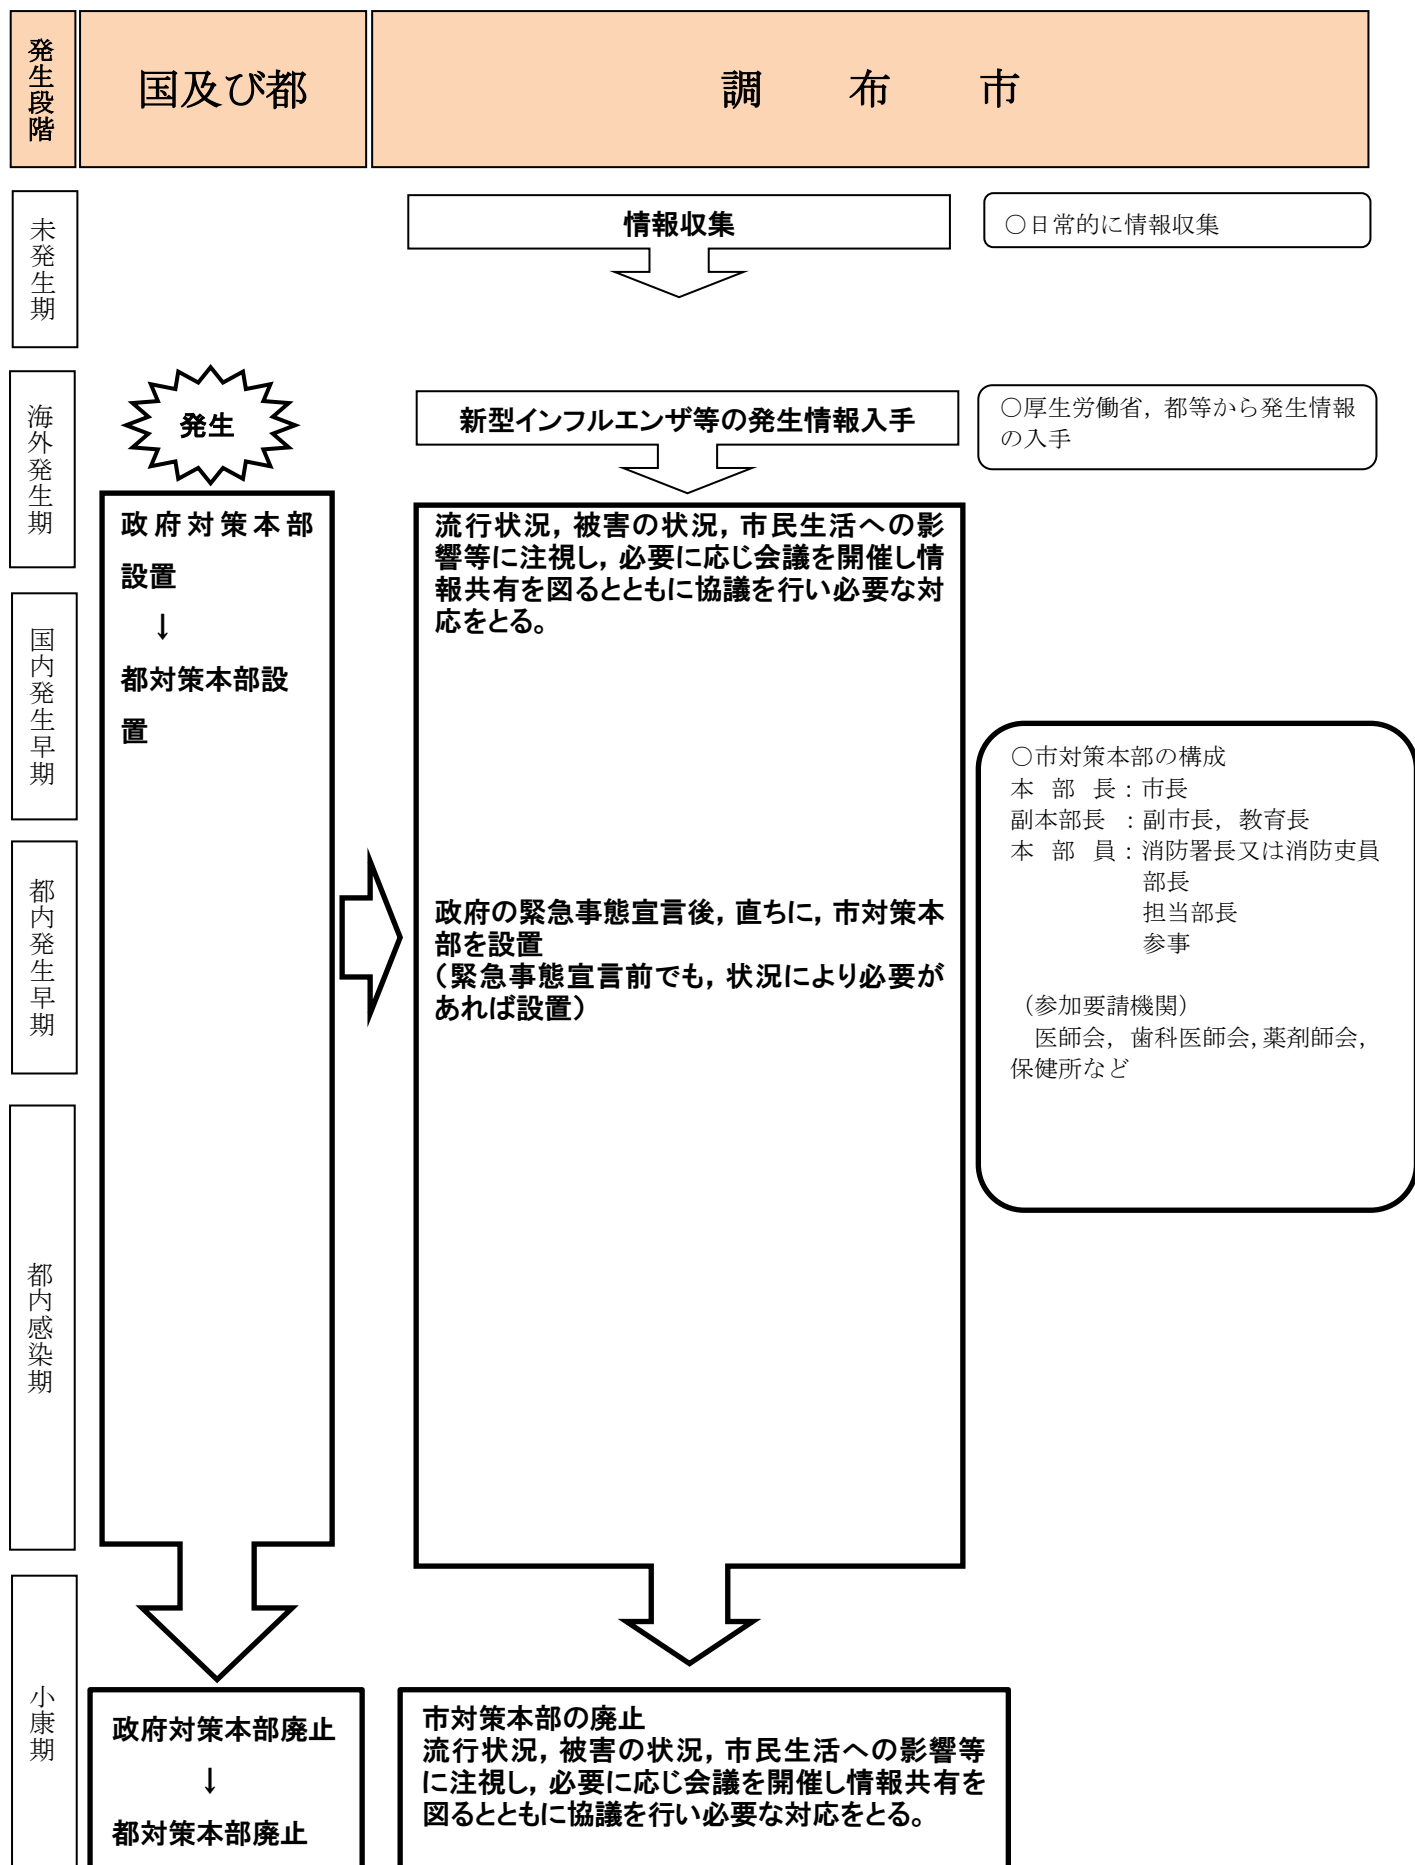 発生段階
国及び都
調　布　市
未発生期
情報収集
○日常的に情報収集
海外発生期
発生
新型インフルエンザ等の発生情報入手
○厚生労働省，都等から発生情報
の入手
政府対策本部
設置
↓
都対策本部設
置
流行状況，被害の状況，市民生活への影
響等に注視し，必要に応じ会議を開催し情
報共有を図るとともに協議を行い必要な対
応をとる。
国内発生早期
○市対策本部の構成
本　部　長：市長
副本部長　：副市長，教育長
本　部　員：消防署長又は消防吏員
部長
担当部長
参事
（参加要請機関）
医師会，歯科医師会，薬剤師会，
保健所など
都内発生早期
政府の緊急事態宣言後，直ちに，市対策本
部を設置
（緊急事態宣言前でも，状況により必要が
あれば設置）
都内感染期
小康期
政府対策本部廃止
↓
都対策本部廃止
市対策本部の廃止
流行状況，被害の状況，市民生活への影響等
に注視し，必要に応じ会議を開催し情報共有を
図るとともに協議を行い必要な対応をとる。